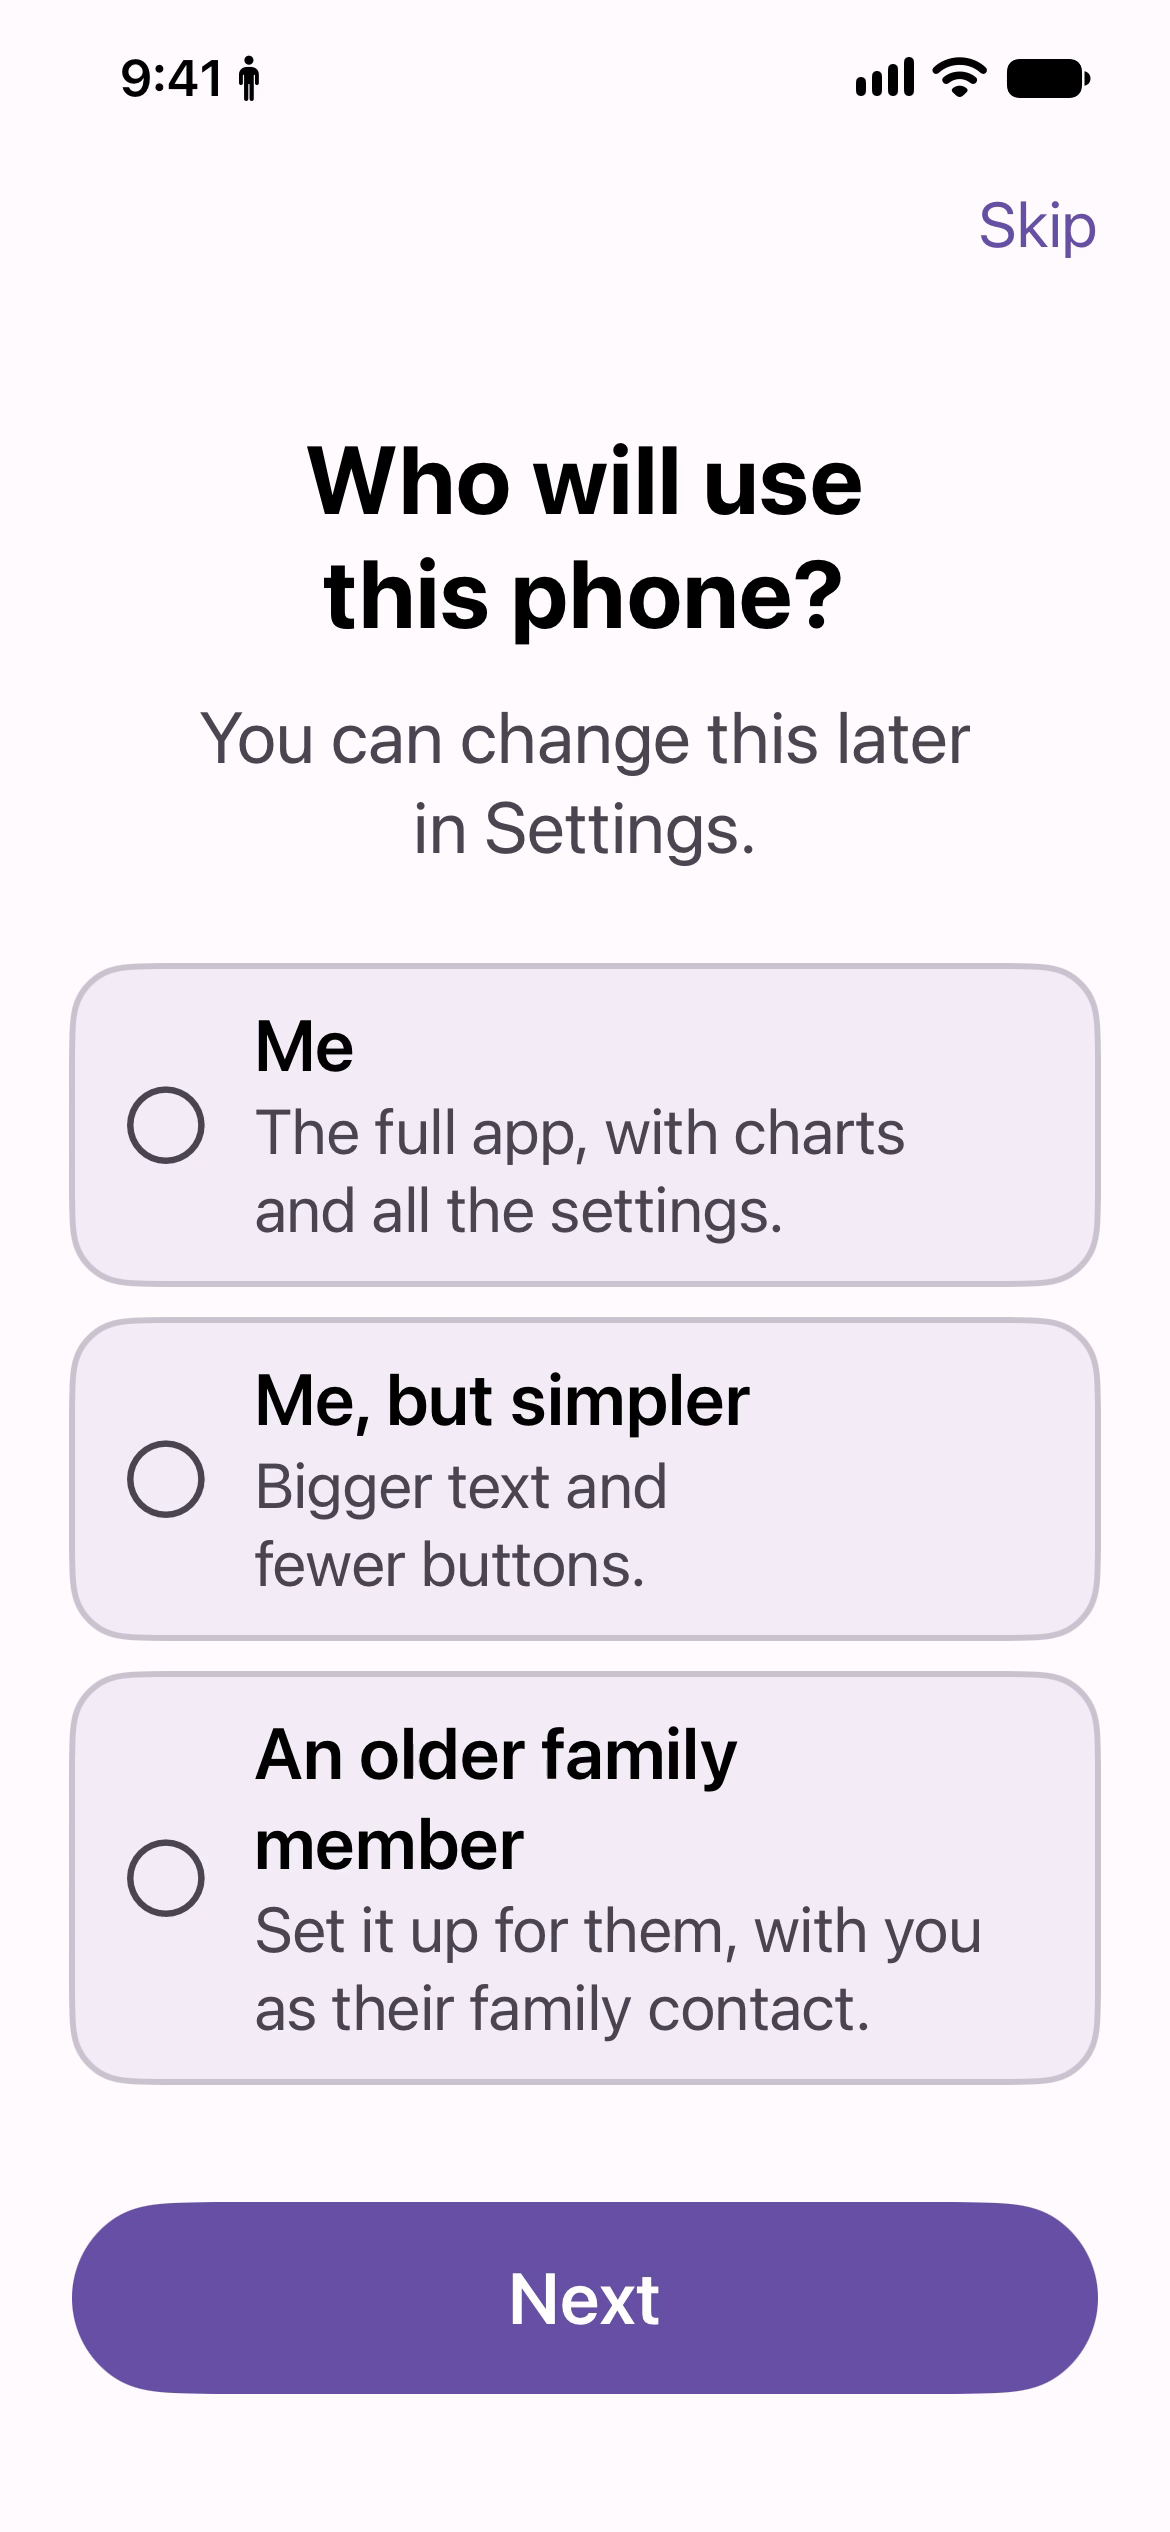 9:41
Skip
Who will use
this phone?
You can change this later
in Settings.
Me
The full app, with charts
and all the settings.
Me, but simpler
Bigger text and
fewer buttons.
An older family
member
Set it up for them, with you
as their family contact.
Next